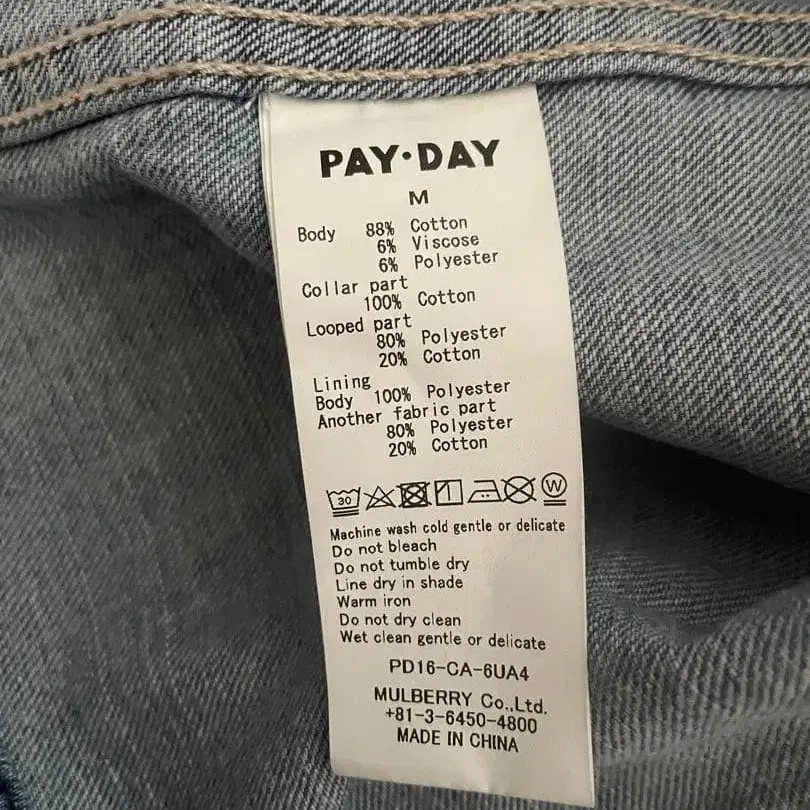 PAY·DAY
M
Body 88% Cotton
6% Viscose
6% Polyester
Collar part
100% Cotton
Looped part
80% Polyester
20% Cotton
Lining
Body 100% Polyester
Another fabric part
80% Polyester
20% Cotton
30 W
Machine wash cold gentle or delicate
Do not bleach
Do not tumble dry
Line dry in shade
Warm iron
Do not dry clean
Wet clean gentle or delicate
PD16-CA-6UA4
MULBERRY Co.,Ltd.
+81-3-6450-4800
MADE IN CHINA